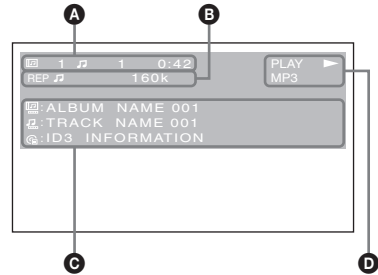 A
B
1 1 0:42
PLAY
REP 160k
MP3
:ALBUM NAME 001
:TRACK NAME 001
:ID3 INFORMATION
C
D